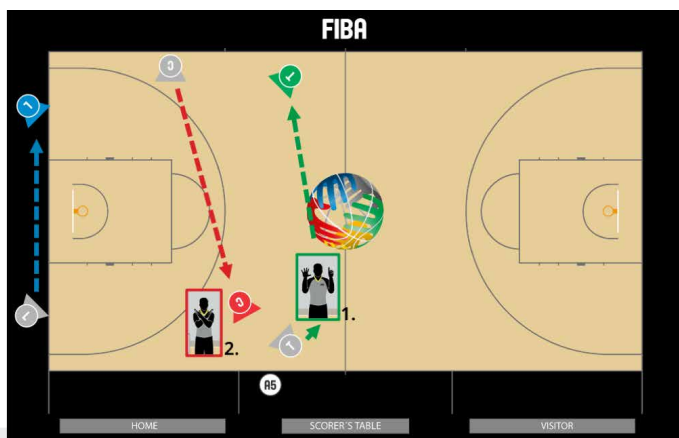 FIBA
C
T
L
1.
L
C
T
2.
A5
HOME
SCORER´S TABLE
VISITOR